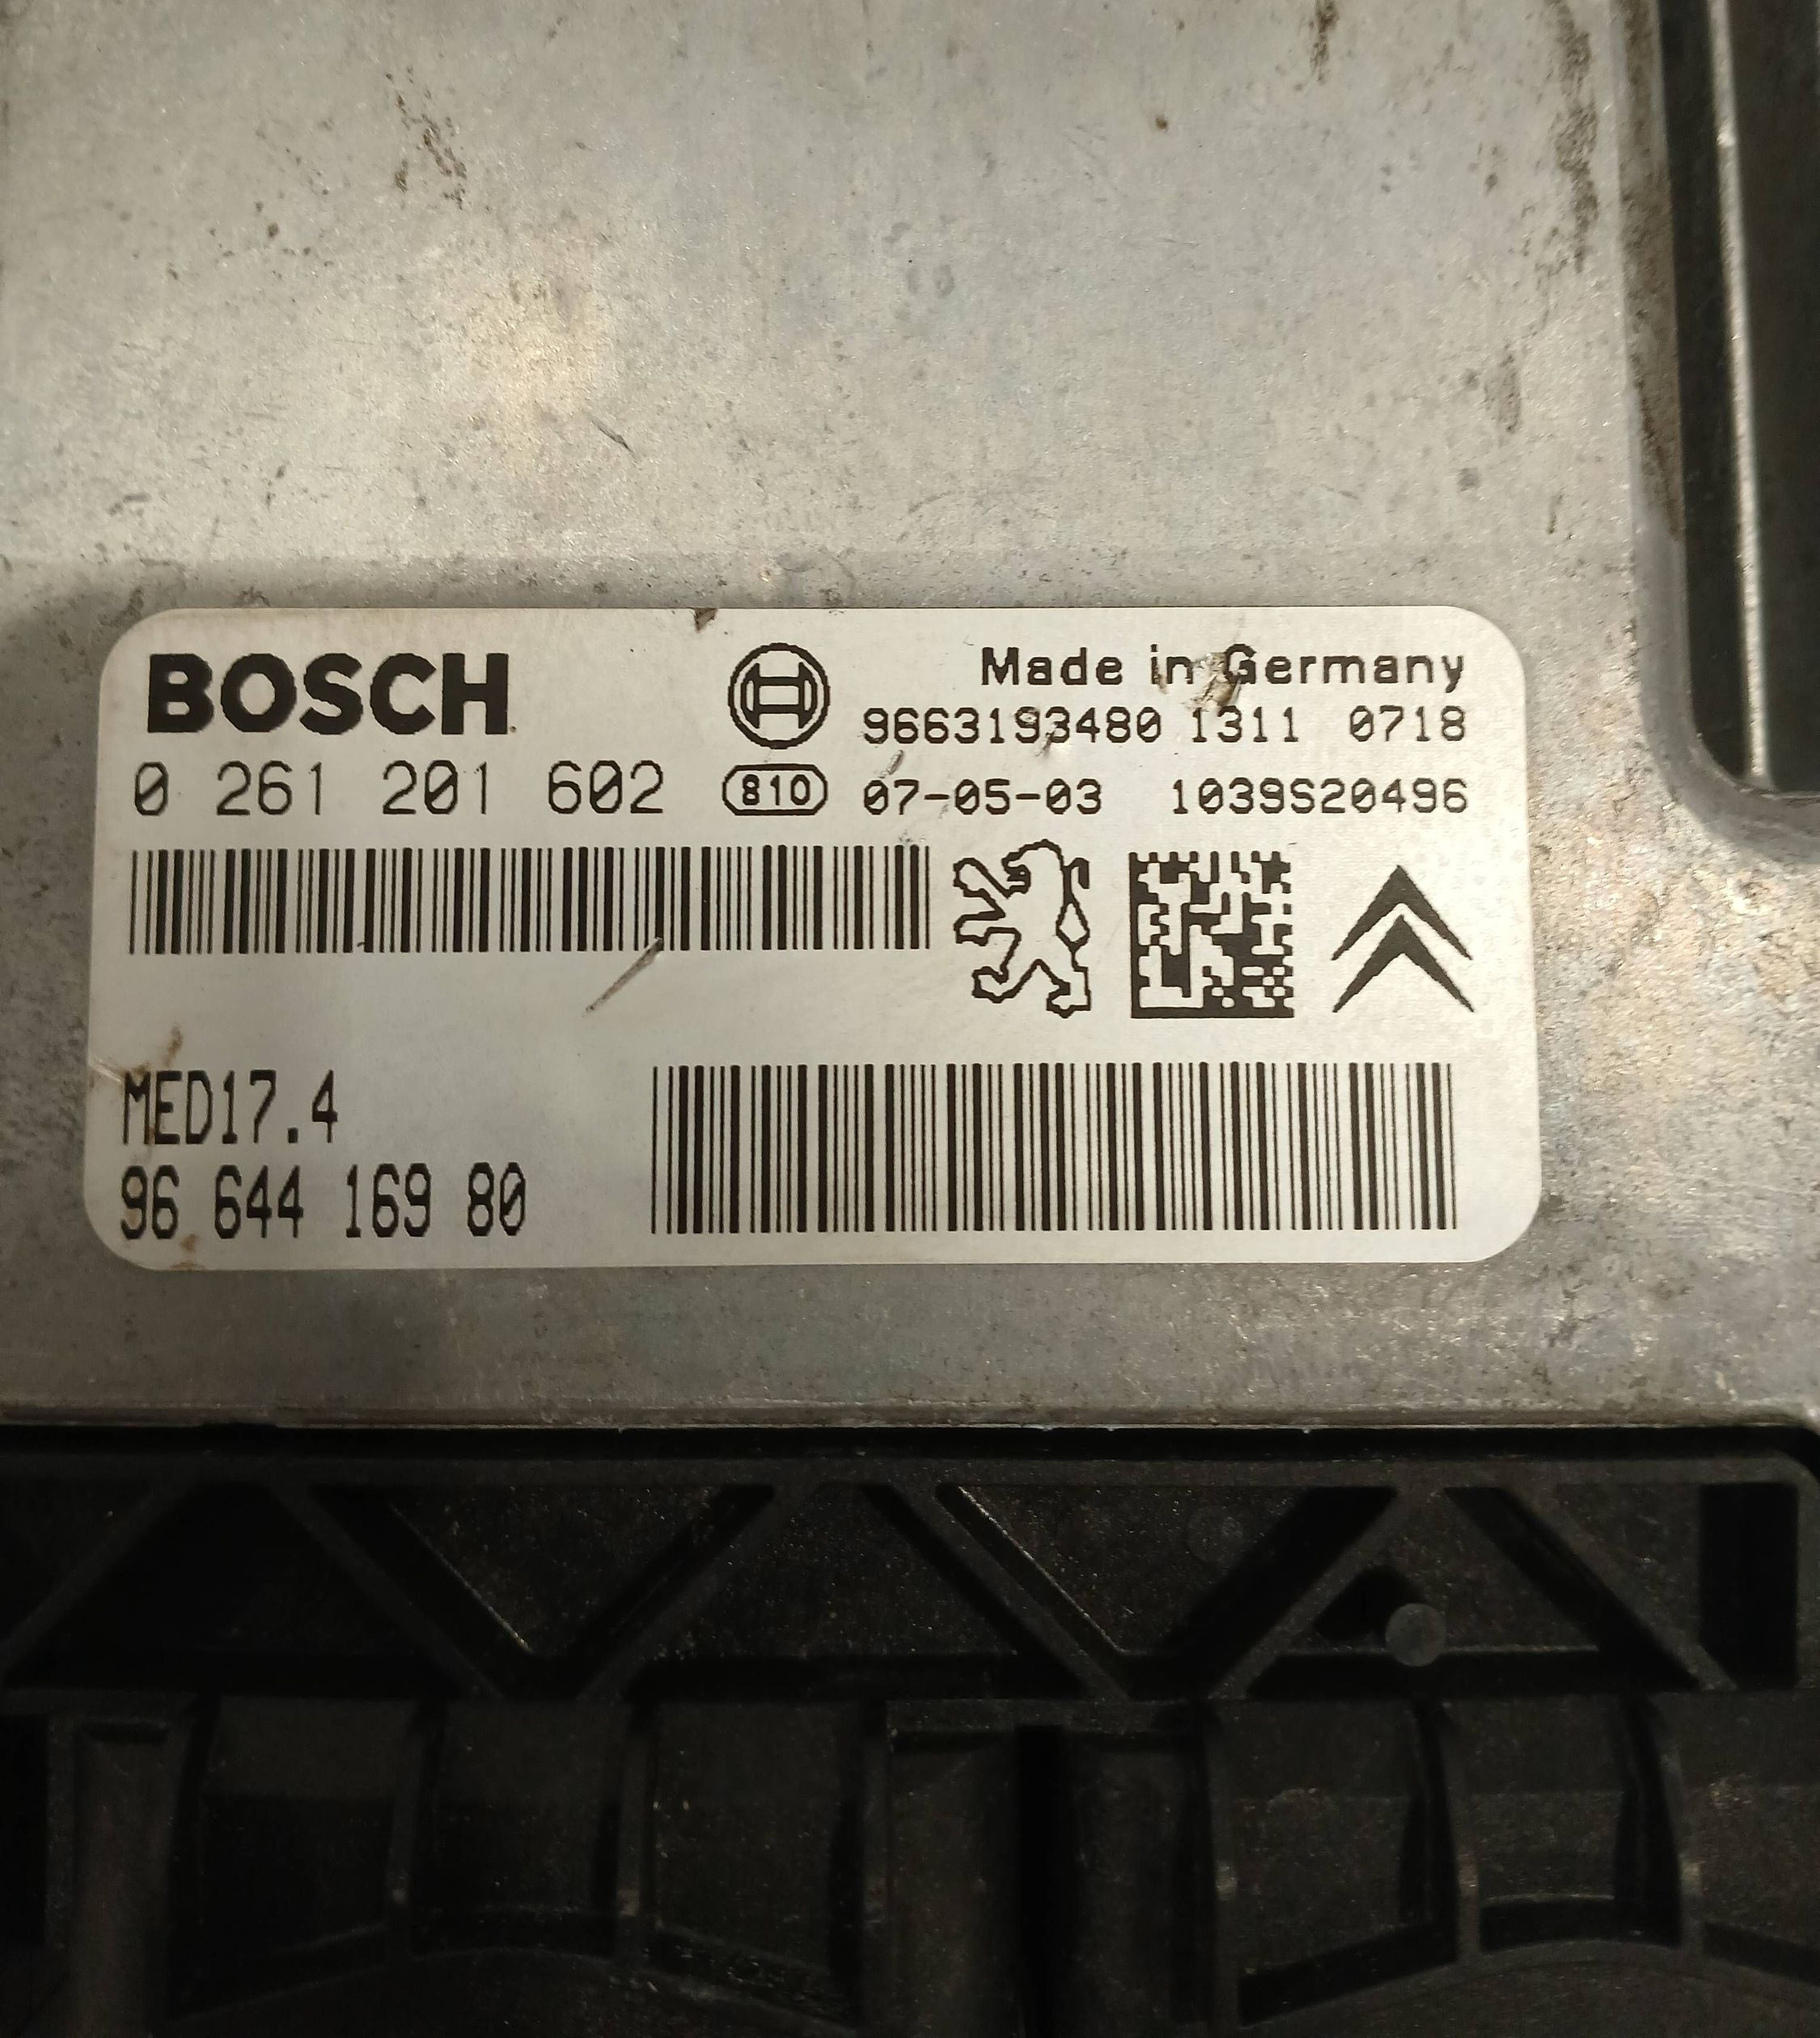 BOSCH
Made in Germany
9663193480 1311 0718
0 261 201 602
810
07-05-03 1039S20496
MED17.4
96 644 169 80